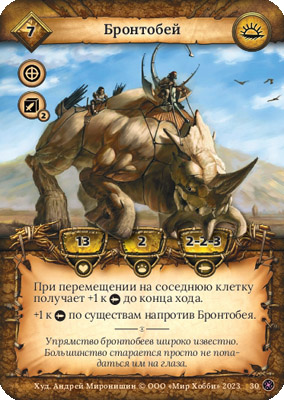 7
Бронтобей
2
13
2
2-2-3
При перемещении на соседнюю клетку
получает +1 к до конца хода.
+1 к по существам напротив Бронтобея.
Упрямство бронтобеев широко известно.
Большинство старается просто не попа-
даться им на глаза.
Худ. Андрей Миронишин © ООО «Мир Хобби» 2023 30